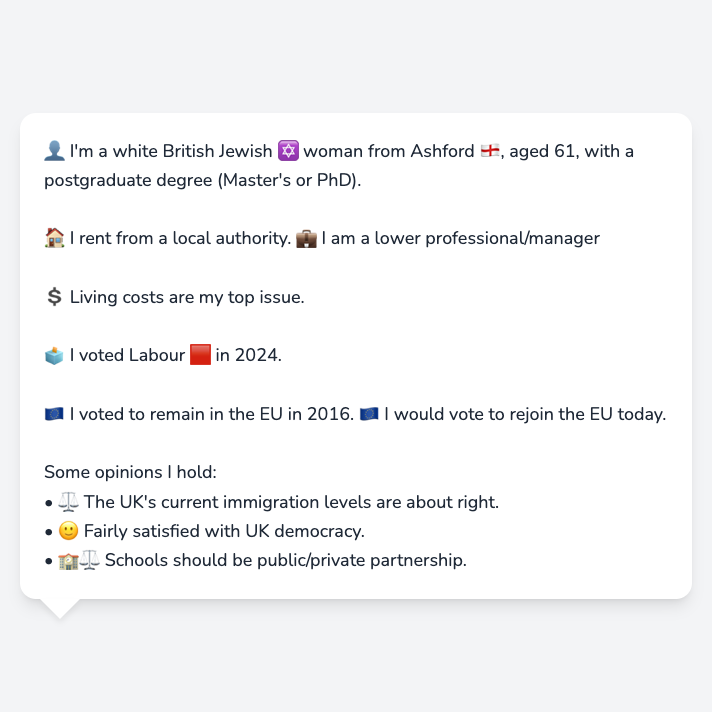 👤 I'm a white British Jewish 🔯 woman from Ashford 🏴󠁧󠁢󠁥󠁮󠁧󠁿, aged 61, with a
postgraduate degree (Master's or PhD).
🏠 I rent from a local authority. 💼 I am a lower professional/manager
💲 Living costs are my top issue.
🗳️ I voted Labour 🟥 in 2024.
🇪🇺 I voted to remain in the EU in 2016. 🇪🇺 I would vote to rejoin the EU today.
Some opinions I hold:
• ⚖️ The UK's current immigration levels are about right.
• 🙂 Fairly satisfied with UK democracy.
• 🏫⚖️ Schools should be public/private partnership.